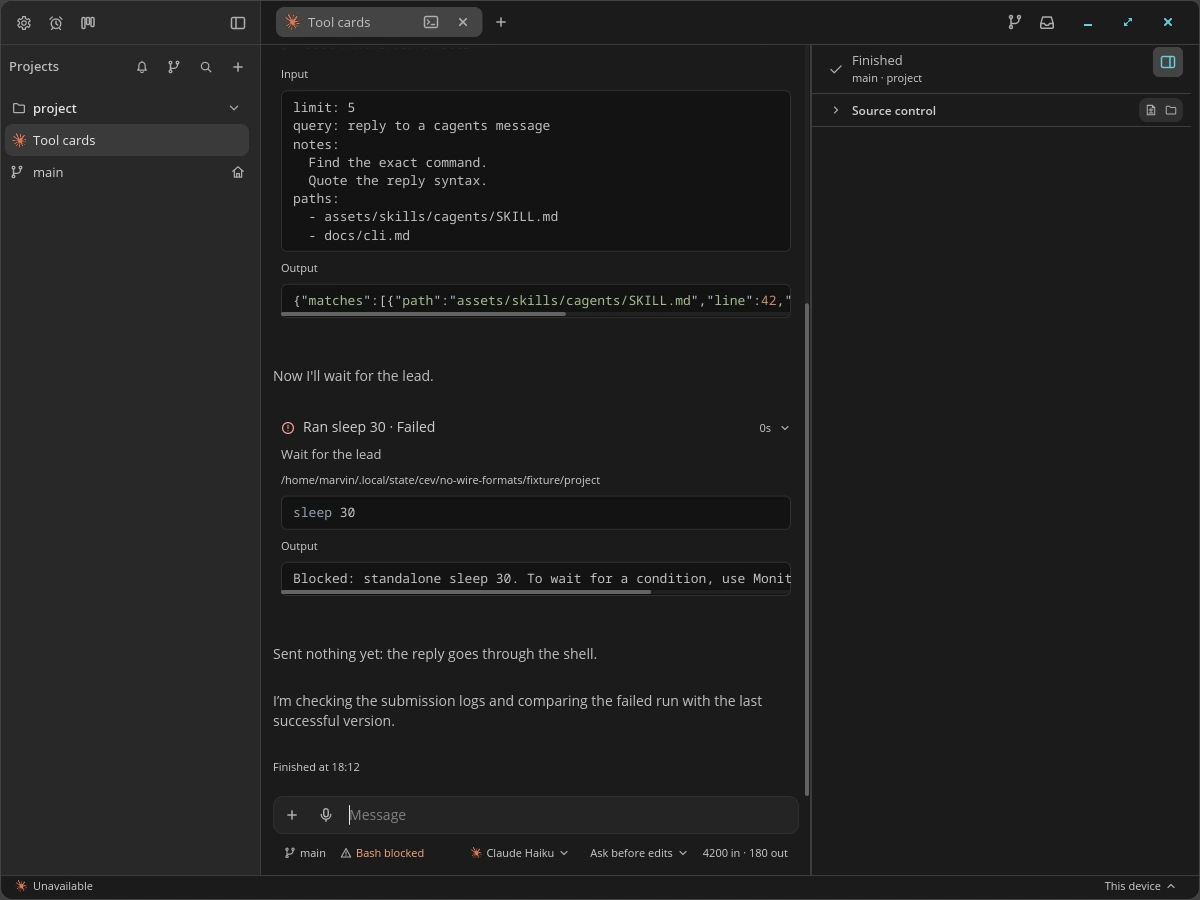 Tool cards
Projects
project
Tool cards
main
Input
limit: 5
query: reply to a cagents message
notes:
Find the exact command.
Quote the reply syntax.
paths:
- assets/skills/cagents/SKILL.md
- docs/cli.md
Output
{"matches":[{"path":"assets/skills/cagents/SKILL.md","line":42,"
Now I'll wait for the lead.
Ran sleep 30 · Failed
0s
Wait for the lead
/home/marvin/.local/state/cev/no-wire-formats/fixture/project
sleep 30
Output
Blocked: standalone sleep 30. To wait for a condition, use Monit
Sent nothing yet: the reply goes through the shell.
I’m checking the submission logs and comparing the failed run with the last
successful version.
Finished at 18:12
Message
main
Bash blocked
Claude Haiku
Ask before edits
4200 in · 180 out
Finished
main · project
Source control
Unavailable
This device